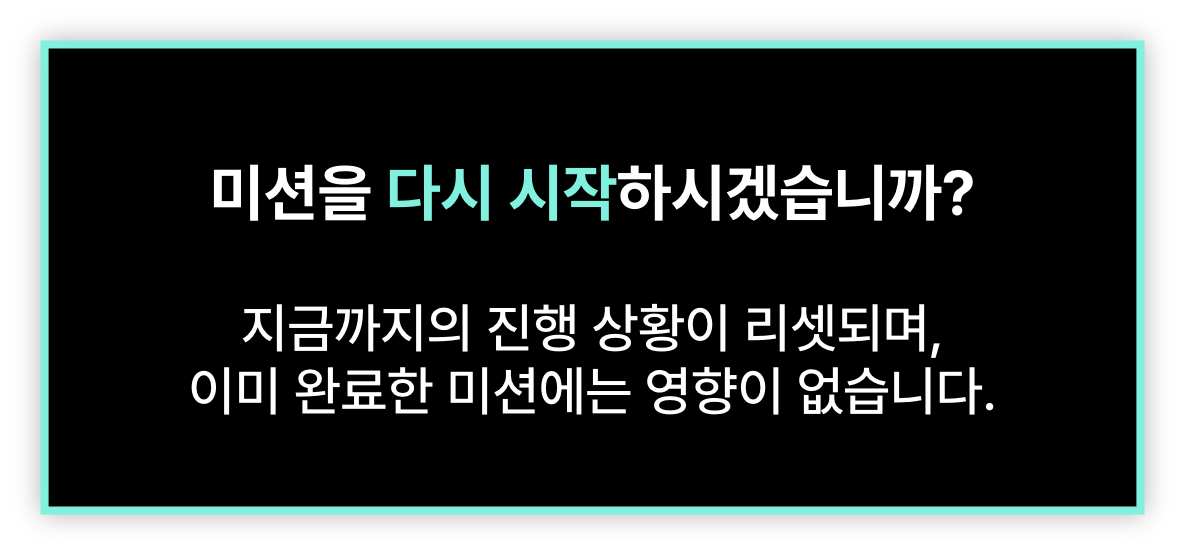 미션을 다시 시작하시겠습니까?
지금까지의 진행 상황이 리셋되며,
이미 완료한 미션에는 영향이 없습니다.